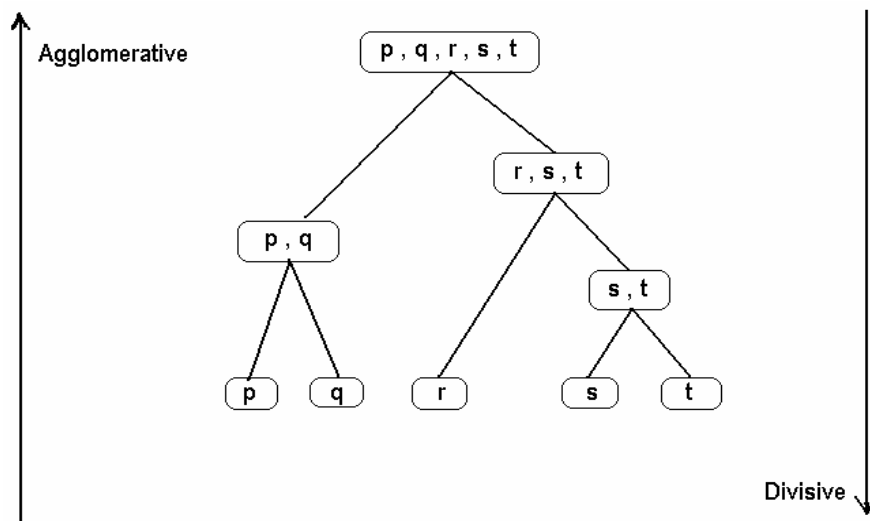 Agglomerative
p , q , r , s , t
r , s , t
p , q
s , t
p
q
r
s
t
Divisive